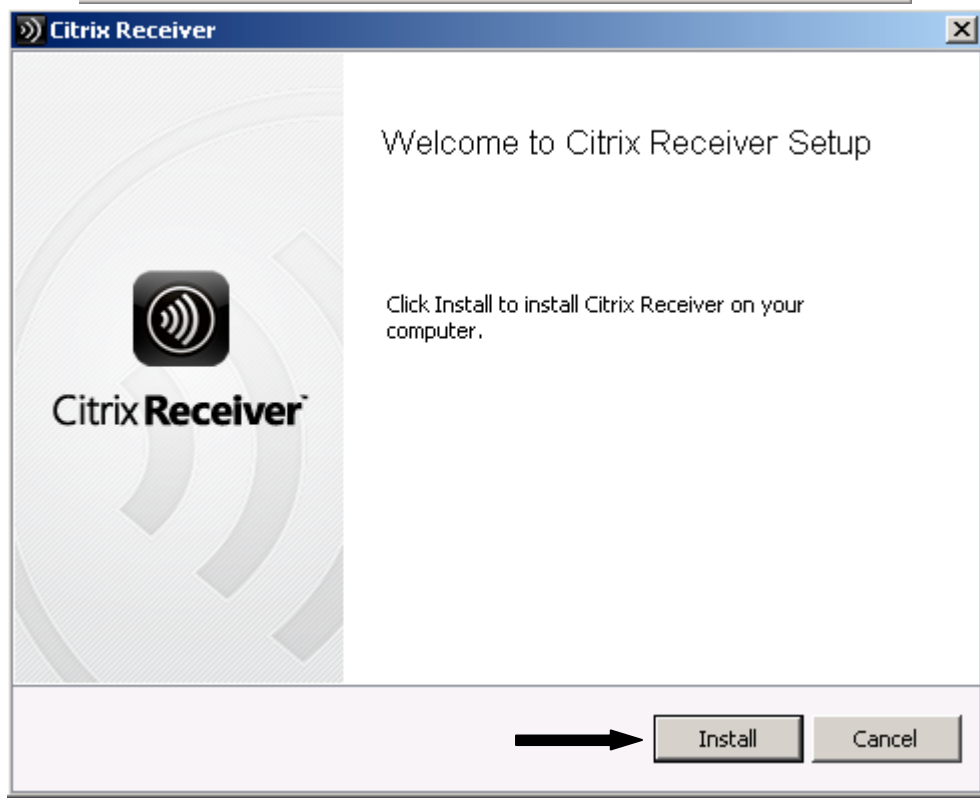 Citrix Receiver
Welcome to Citrix Receiver Setup
Click Install to install Citrix Receiver on your
computer.
Citrix Receiver™
Install Cancel